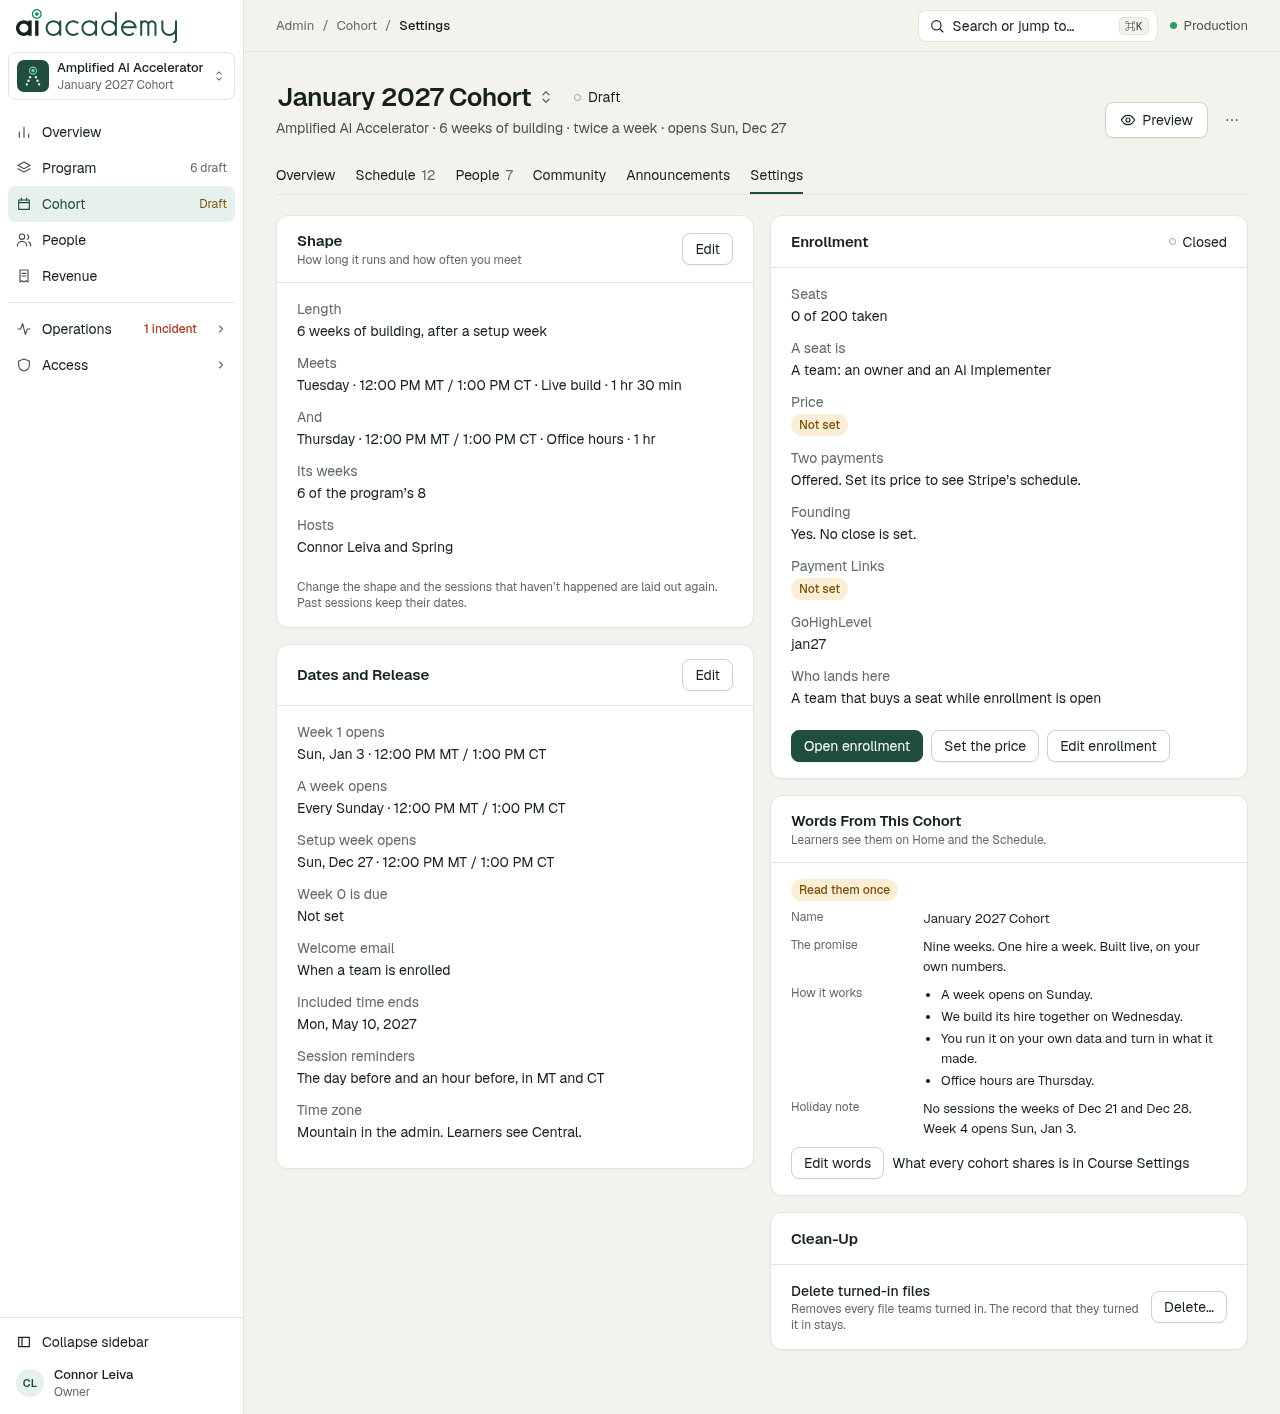 ai academy
Amplified AI Accelerator
January 2027 Cohort
Overview
Program 6 draft
Cohort Draft
People
Revenue
Operations 1 incident
Access
Collapse sidebar
CL
Connor Leiva
Owner
Admin / Cohort / Settings
Search or jump to... ⌘K
Production
January 2027 Cohort
Draft
Amplified AI Accelerator · 6 weeks of building · twice a week · opens Sun, Dec 27
Preview
...
Overview Schedule 12 People 7 Community Announcements Settings
Shape
How long it runs and how often you meet
Edit
Length
6 weeks of building, after a setup week
Meets
Tuesday · 12:00 PM MT / 1:00 PM CT · Live build · 1 hr 30 min
And
Thursday · 12:00 PM MT / 1:00 PM CT · Office hours · 1 hr
Its weeks
6 of the program’s 8
Hosts
Connor Leiva and Spring
Change the shape and the sessions that haven’t happened are laid out again.
Past sessions keep their dates.
Dates and Release
Edit
Week 1 opens
Sun, Jan 3 · 12:00 PM MT / 1:00 PM CT
A week opens
Every Sunday · 12:00 PM MT / 1:00 PM CT
Setup week opens
Sun, Dec 27 · 12:00 PM MT / 1:00 PM CT
Week 0 is due
Not set
Welcome email
When a team is enrolled
Included time ends
Mon, May 10, 2027
Session reminders
The day before and an hour before, in MT and CT
Time zone
Mountain in the admin. Learners see Central.
Enrollment
Closed
Seats
0 of 200 taken
A seat is
A team: an owner and an AI Implementer
Price
Not set
Two payments
Offered. Set its price to see Stripe’s schedule.
Founding
Yes. No close is set.
Payment Links
Not set
GoHighLevel
jan27
Who lands here
A team that buys a seat while enrollment is open
Open enrollment
Set the price
Edit enrollment
Words From This Cohort
Learners see them on Home and the Schedule.
Read them once
Name
January 2027 Cohort
The promise
Nine weeks. One hire a week. Built live, on your
own numbers.
How it works
• A week opens on Sunday.
• We build its hire together on Wednesday.
• You run it on your own data and turn in what it
made.
• Office hours are Thursday.
Holiday note
No sessions the weeks of Dec 21 and Dec 28.
Week 4 opens Sun, Jan 3.
Edit words
What every cohort shares is in Course Settings
Clean-Up
Delete turned-in files
Removes every file teams turned in. The record that they turned
it in stays.
Delete...